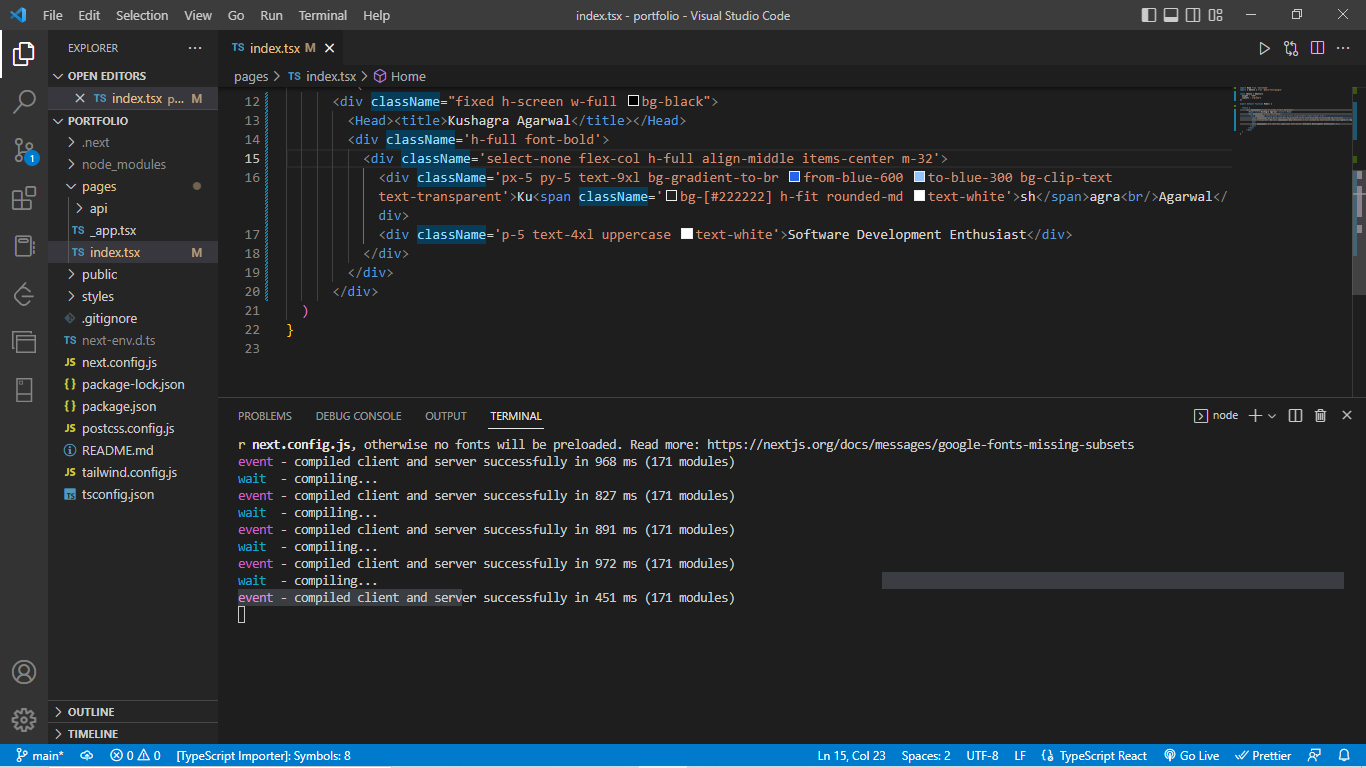 File Edit Selection View Go Run Terminal Help index.tsx - portfolio - Visual Studio Code
EXPLORER
OPEN EDITORS
TS index.tsx p... M
PORTFOLIO
.next
node_modules
pages
api
TS _app.tsx
TS index.tsx M
public
styles
.gitignore
TS next-env.d.ts
JS next.config.js
{} package-lock.json
{} package.json
JS postcss.config.js
README.md
JS tailwind.config.js
TS tsconfig.json
OUTLINE
TIMELINE
1
TS index.tsx M
pages > TS index.tsx > Home
12 <div className="fixed h-screen w-full bg-black">
13 <Head><title>Kushagra Agarwal</title></Head>
14 <div className='h-full font-bold'>
15 <div className='select-none flex-col h-full align-middle items-center m-32'>
16 <div className='px-5 py-5 text-9xl bg-gradient-to-br from-blue-600 to-blue-300 bg-clip-text
text-transparent'>Ku<span className='bg-[#222222] h-fit rounded-md text-white'>sh</span>agra<br/>Agarwal</
div>
17 <div className='p-5 text-4xl uppercase text-white'>Software Development Enthusiast</div>
18 </div>
19 </div>
20 </div>
21 )
22 }
23
PROBLEMS DEBUG CONSOLE OUTPUT TERMINAL node
r next.config.js, otherwise no fonts will be preloaded. Read more: https://nextjs.org/docs/messages/google-fonts-missing-subsets
event - compiled client and server successfully in 968 ms (171 modules)
wait - compiling...
event - compiled client and server successfully in 827 ms (171 modules)
wait - compiling...
event - compiled client and server successfully in 891 ms (171 modules)
wait - compiling...
event - compiled client and server successfully in 972 ms (171 modules)
wait - compiling...
event - compiled client and server successfully in 451 ms (171 modules)
main* 0 0 [TypeScript Importer]: Symbols: 8 Ln 15, Col 23 Spaces: 2 UTF-8 LF TypeScript React Go Live Prettier